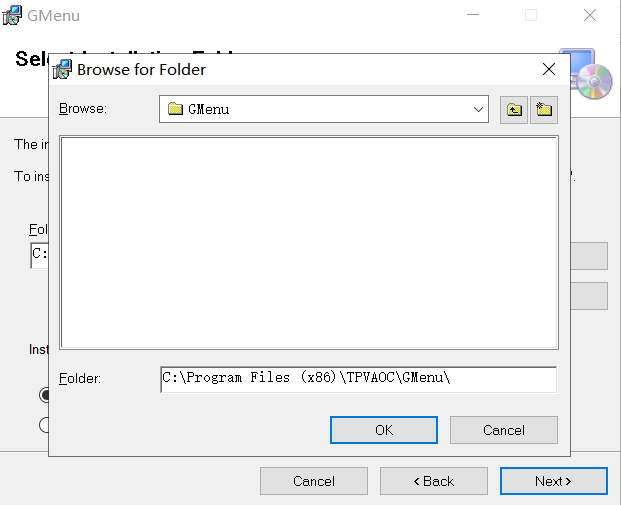 GMenu
Browse for Folder
Browse:
GMenu
The in
To ins
Fol
C:
Folder:
C:\Program Files (x86)\TPVAOC\GMenu\
Inst
OK
Cancel
Cancel
< Back
Next >